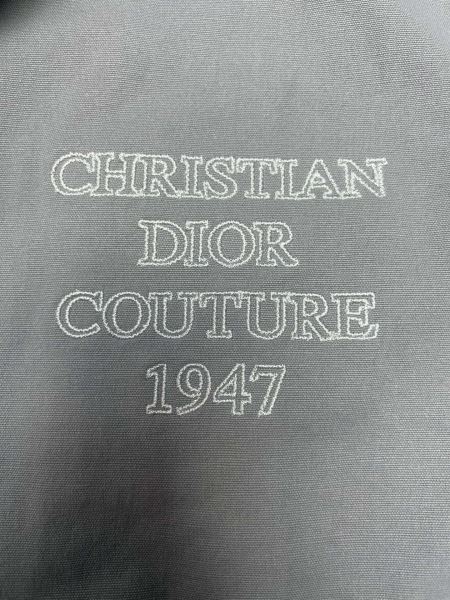 CHRISTIAN
DIOR
COUTURE
1947